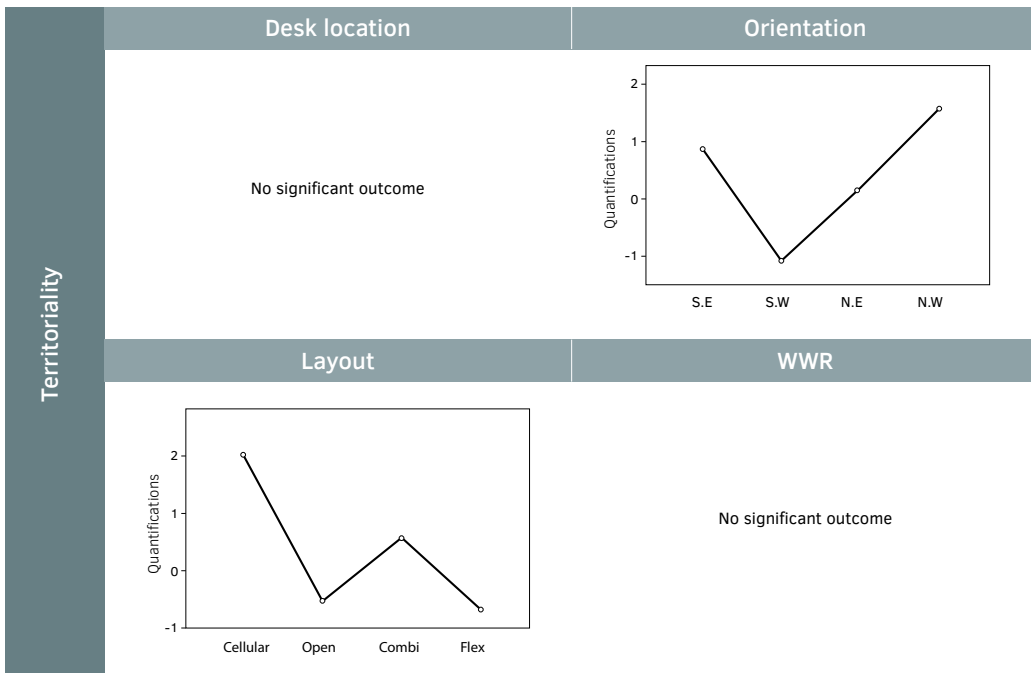 Territoriality
Desk location
Orientation
No significant outcome
Quantifications
2
1
0
-1
S.E S.W N.E N.W
Layout
WWR
Quantifications
2
1
0
-1
Cellular Open Combi Flex
No significant outcome